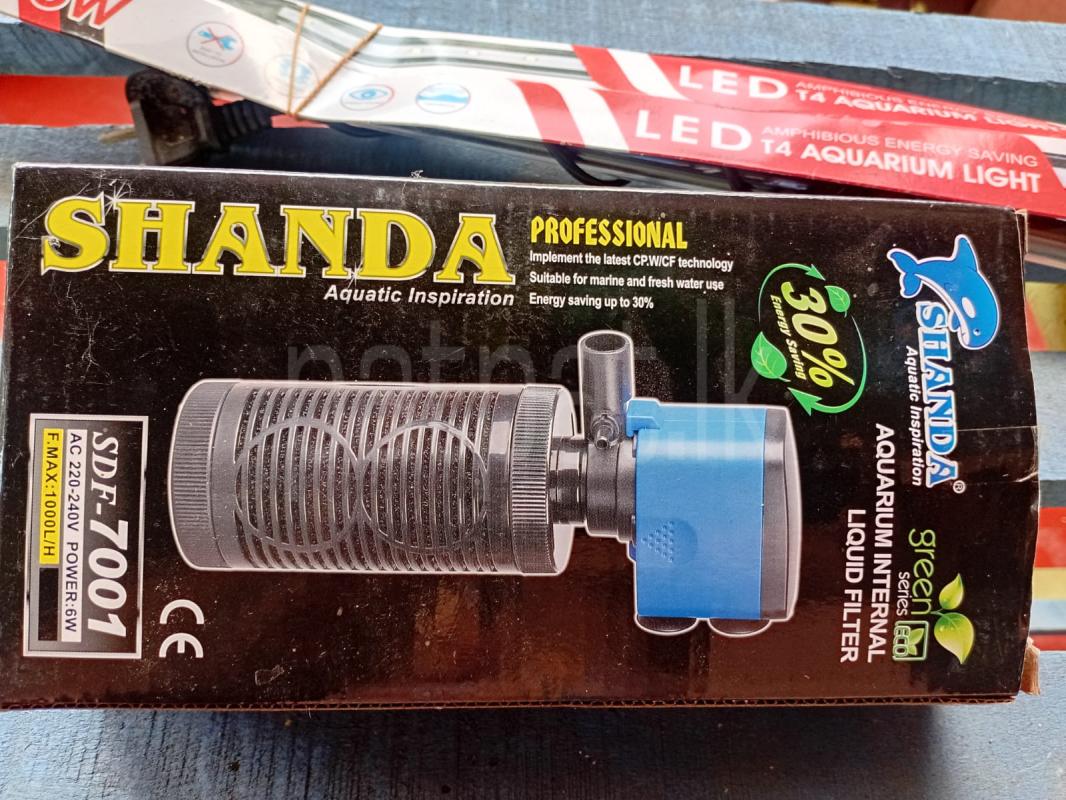 LED AMPHIBIOUS ENERGY
T4 AQUARIUM LIGHT
LED AMPHIBIOUS ENERGY SAVING
T4 AQUARIUM LIGHT
SHANDA
Aquatic Inspiration
PROFESSIONAL
Implement the latest CP.W/CF technology
Suitable for marine and fresh water use
Energy saving up to 30%
30%
Energy Saving
SHANDA®
Aquatic Inspiration
AQUARIUM INTERNAL
LIQUID FILTER
green
series
ECO
SDF-7001
AC 220-240V POWER:6W
F.MAX:1000L/H
CE
patpat.lk